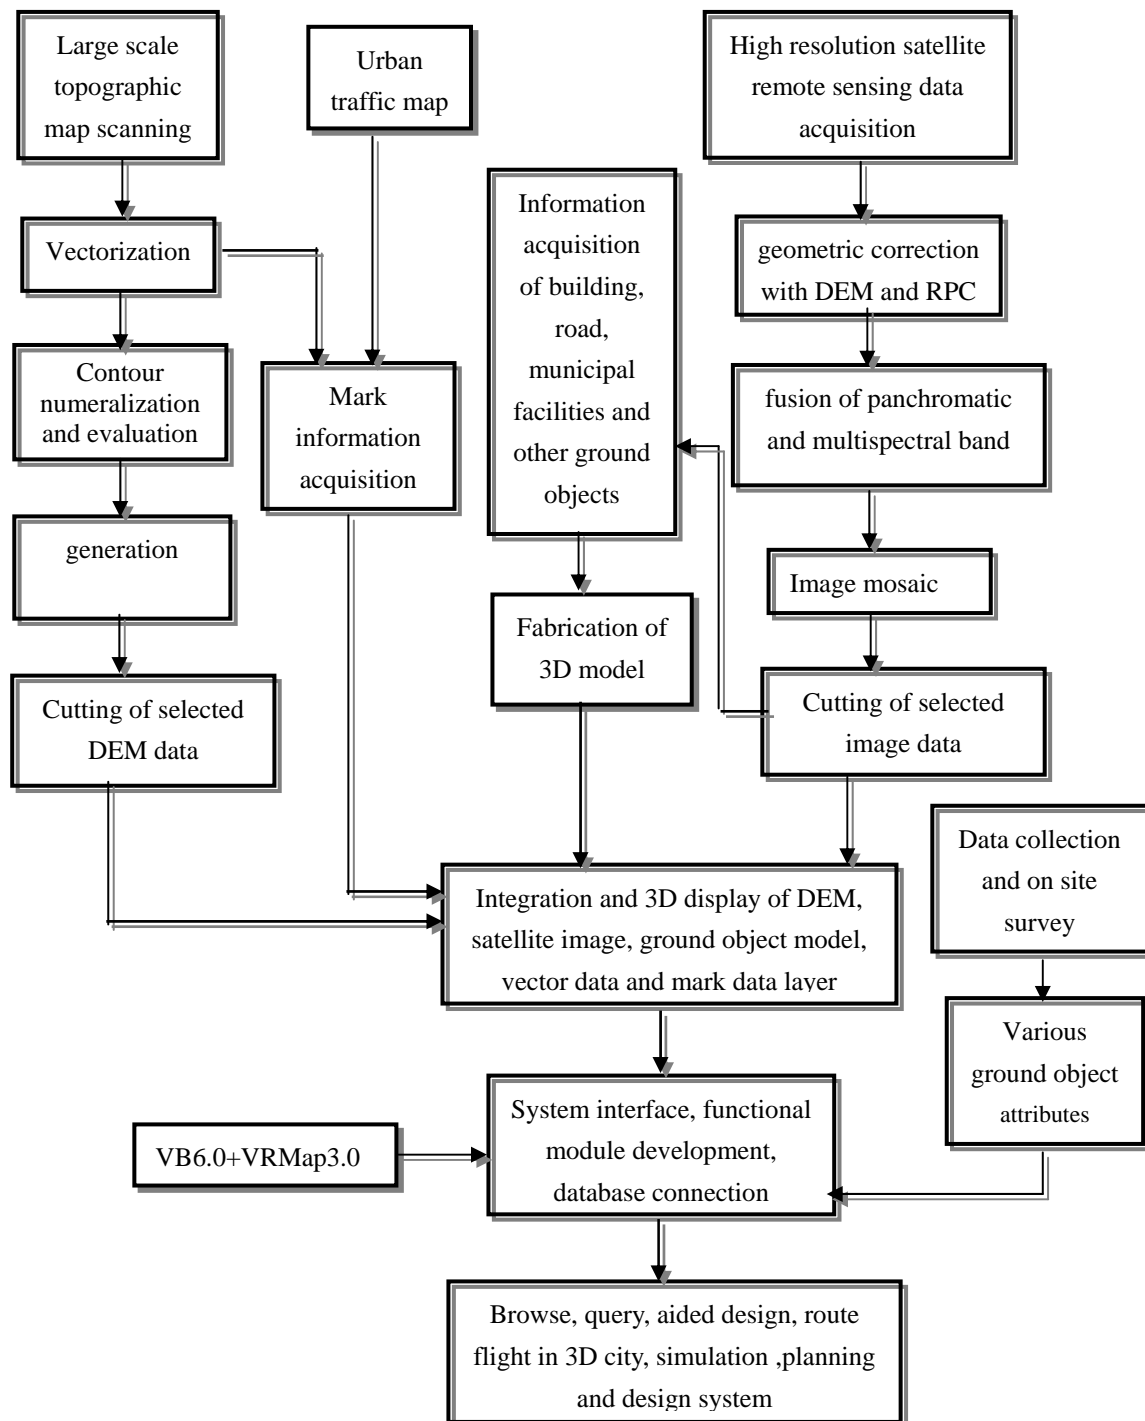 Large scale
topographic
map scanning
Urban
traffic map
High resolution satellite
remote sensing data
acquisition
Vectorization
Information
acquisition
of building,
road,
municipal
facilities and
other ground
objects
geometric correction
with DEM and RPC
Contour
numeralization
and evaluation
Mark
information
acquisition
fusion of panchromatic
and multispectral band
generation
Image mosaic
Fabrication of
3D model
Cutting of selected
DEM data
Cutting of selected
image data
Data collection
and on site
survey
Integration and 3D display of DEM,
satellite image, ground object model,
vector data and mark data layer
Various
ground object
attributes
System interface, functional
module development,
database connection
VB6.0+VRMap3.0
Browse, query, aided design, route
flight in 3D city, simulation ,planning
and design system